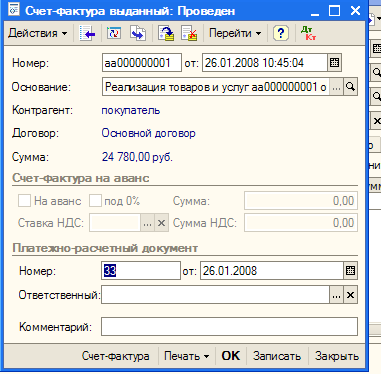 Счет-фактура выданный: Проведен
Действия Перейти ? Дт Кт
Номер: аа000000001 от: 26.01.2008 10:45:04
Основание: Реализация товаров и услуг аа000000001 о ...
Контрагент: покупатель
Договор: Основной договор
Сумма: 24 780,00 руб.
Счет-фактура на аванс
На аванс под 0% Сумма: 0,00
Ставка НДС: ... Сумма НДС: 0,00
Платежно-расчетный документ
Номер: 33 от: 26.01.2008
Ответственный: ...
Комментарий:
Счет-фактура Печать OK Записать Закрыть